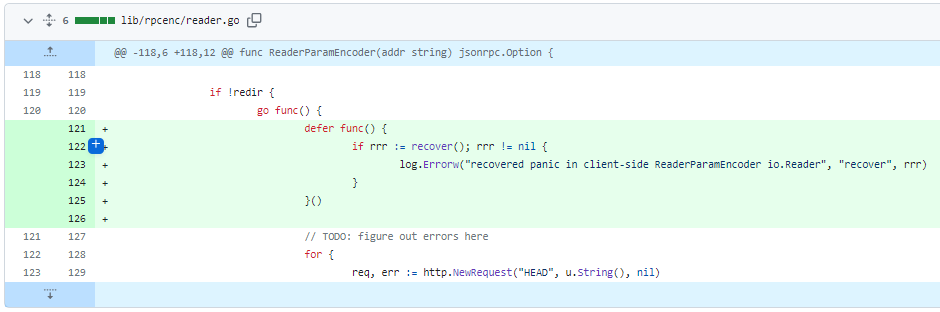 6 lib/rpcenc/reader.go
@@ -118,6 +118,12 @@ func ReaderParamEncoder(addr string) jsonrpc.Option {
118 118
119 119 if !redir {
120 120 go func() {
121 + defer func() {
122 + if rrr := recover(); rrr != nil {
123 + log.Errorw("recovered panic in client-side ReaderParamEncoder io.Reader", "recover", rrr)
124 + }
125 + }()
126 +
121 127 // TODO: figure out errors here
122 128 for {
123 129 req, err := http.NewRequest("HEAD", u.String(), nil)